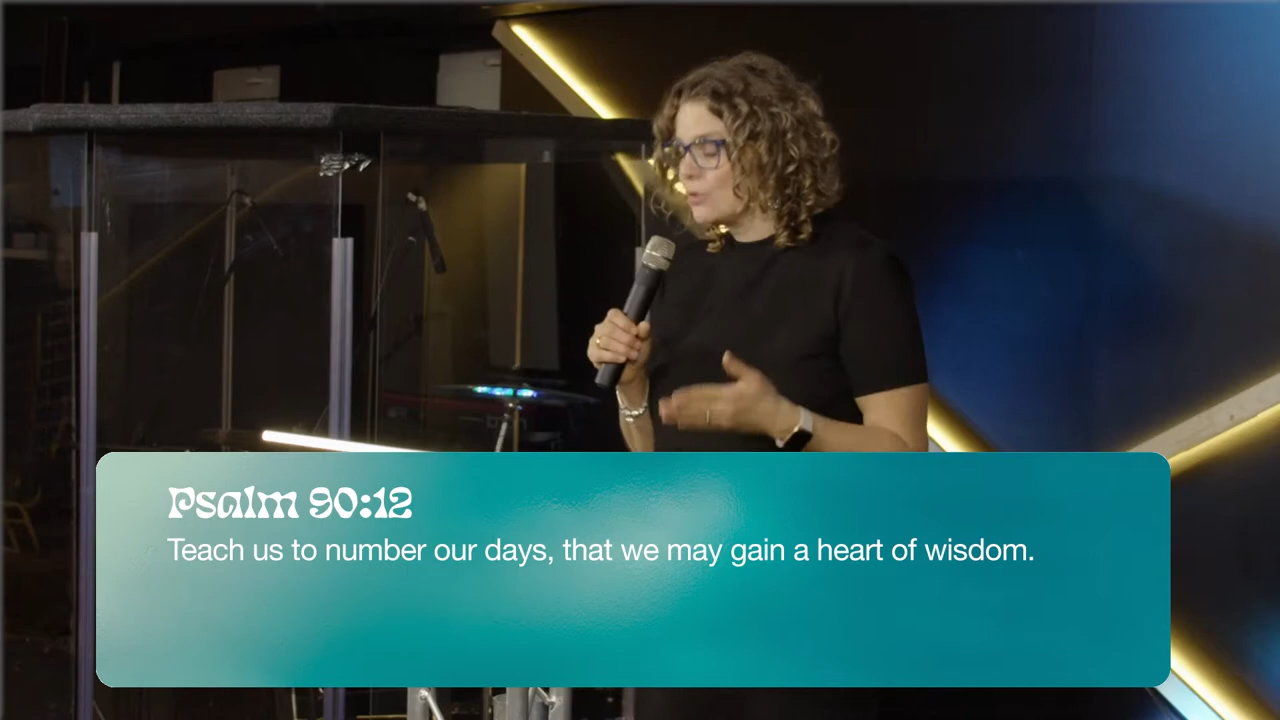 Psalm 90:12
Teach us to number our days, that we may gain a heart of wisdom.